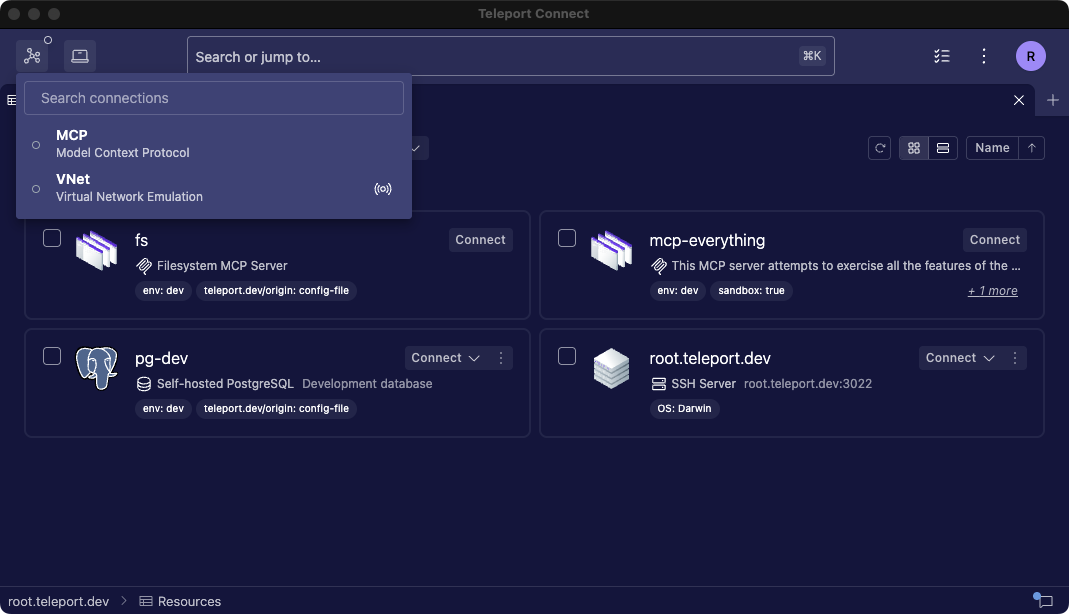 Teleport Connect
Search or jump to...
⌘K
R
Search connections
MCP
Model Context Protocol
VNet
Virtual Network Emulation
Name
fs
Connect
Filesystem MCP Server
env: dev
teleport.dev/origin: config-file
mcp-everything
Connect
This MCP server attempts to exercise all the features of the ...
env: dev
sandbox: true
+ 1 more
pg-dev
Connect
Self-hosted PostgreSQL Development database
env: dev
teleport.dev/origin: config-file
root.teleport.dev
Connect
SSH Server root.teleport.dev:3022
OS: Darwin
root.teleport.dev
Resources